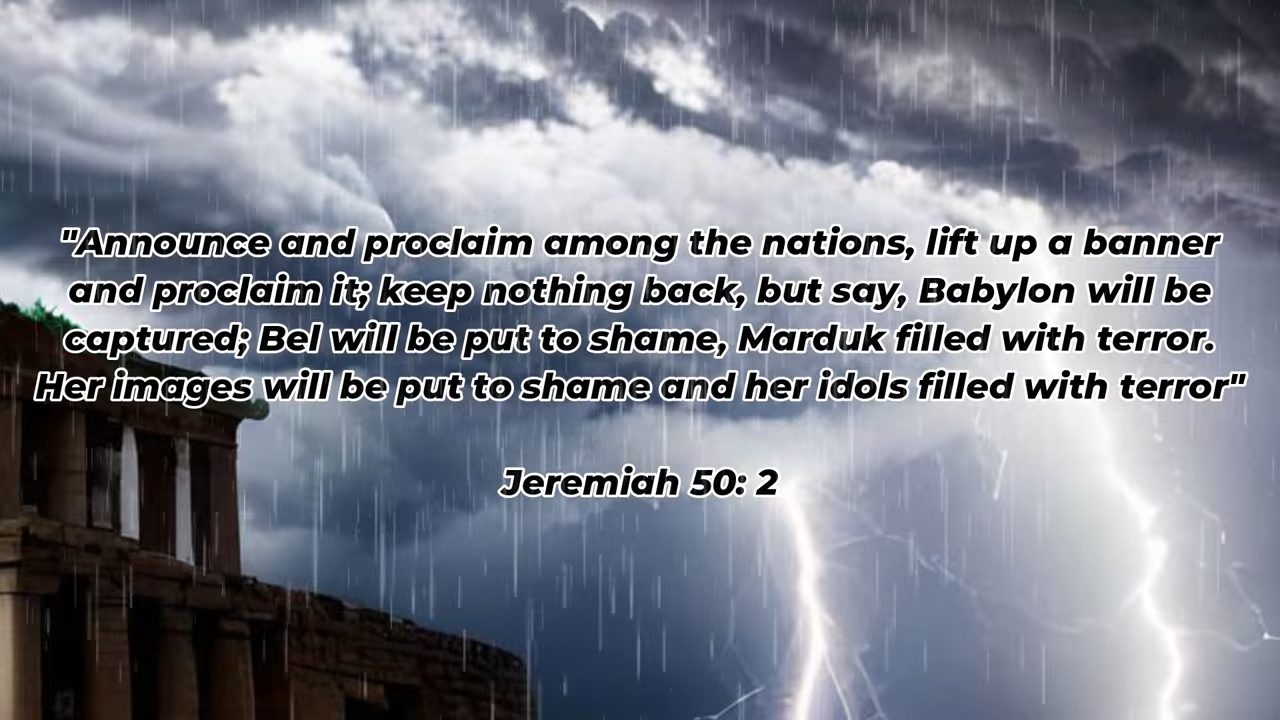 "Announce and proclaim among the nations, lift up a banner
and proclaim it; keep nothing back, but say, Babylon will be
captured; Bel will be put to shame, Marduk filled with terror.
Her images will be put to shame and her idols filled with terror"
Jeremiah 50: 2